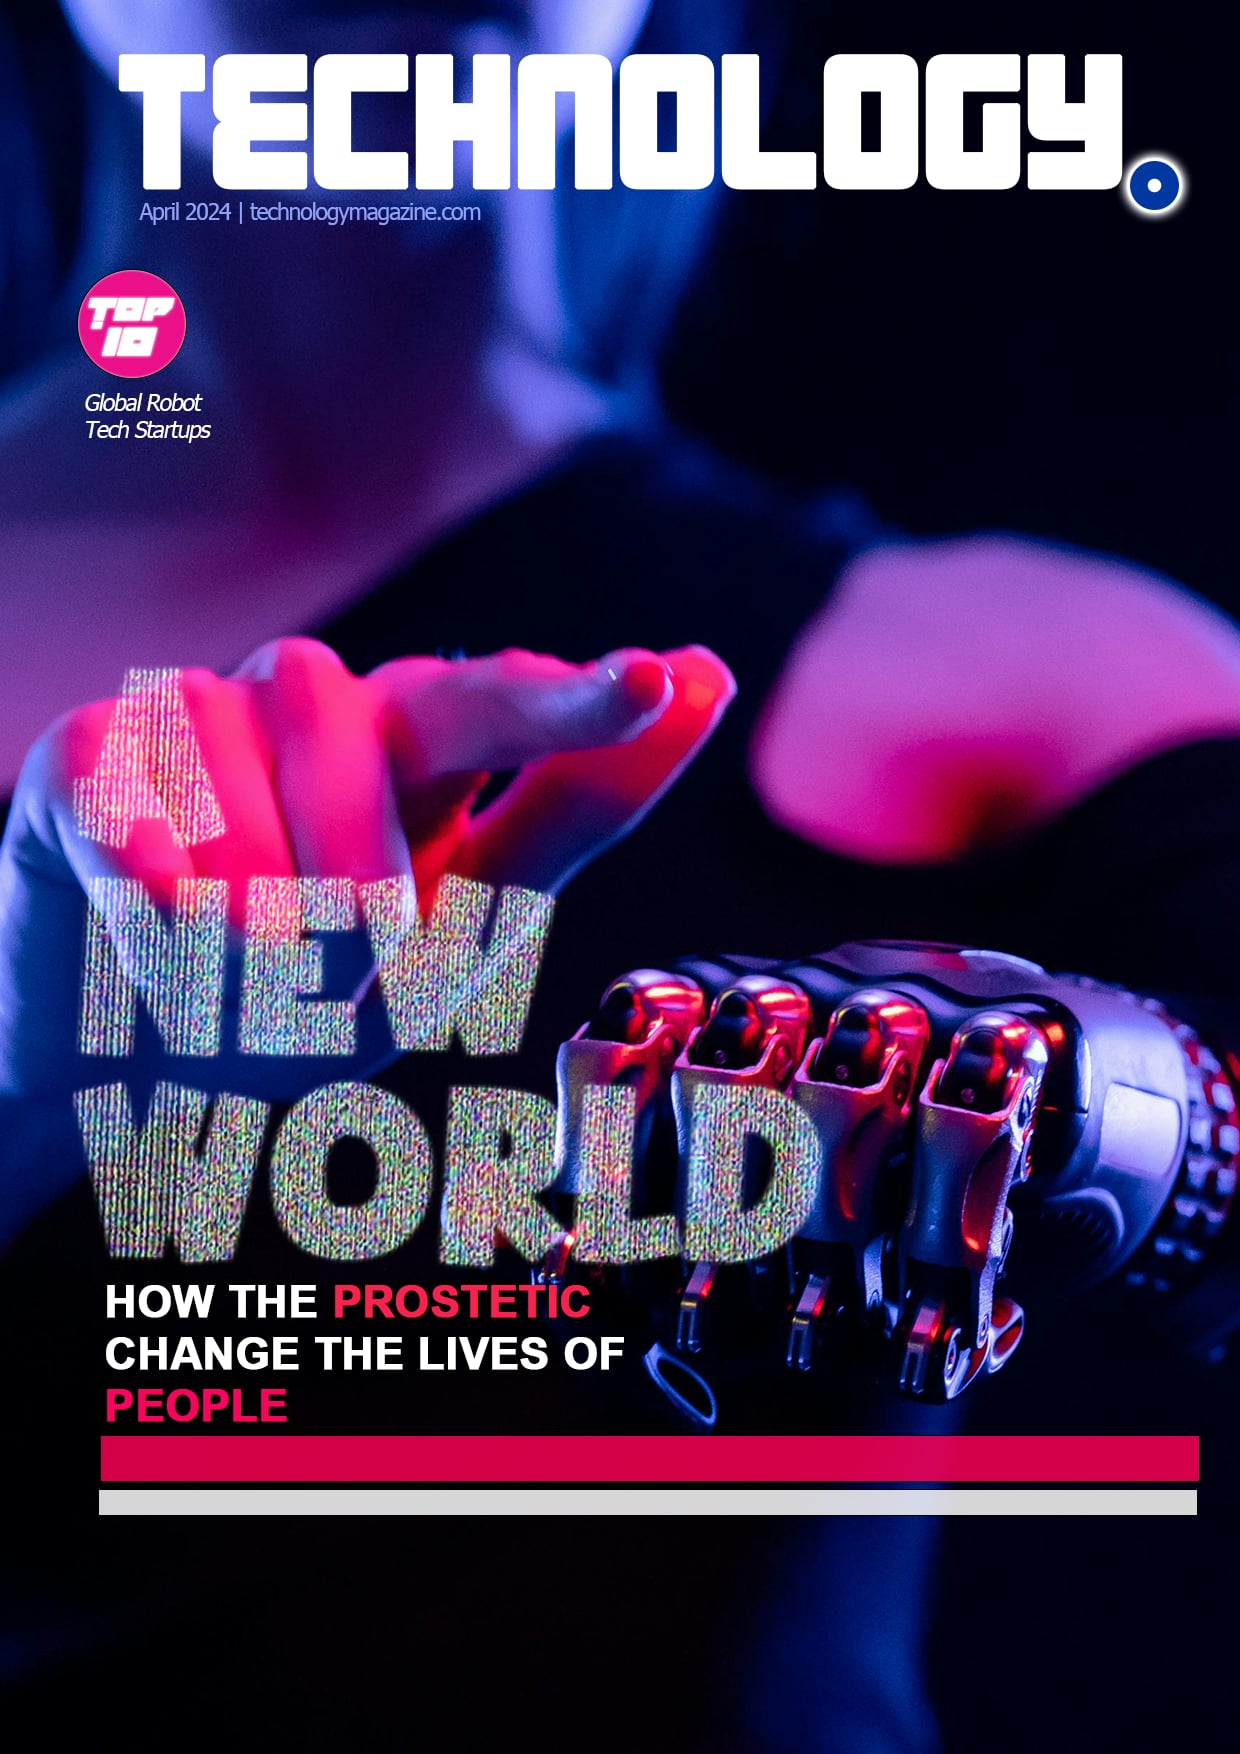 TECHNOLOGY.
April 2024 | technologymagazine.com
TOP
10
Global Robot
Tech Startups
A
NEW
WORLD
HOW THE PROSTETIC
CHANGE THE LIVES OF
PEOPLE